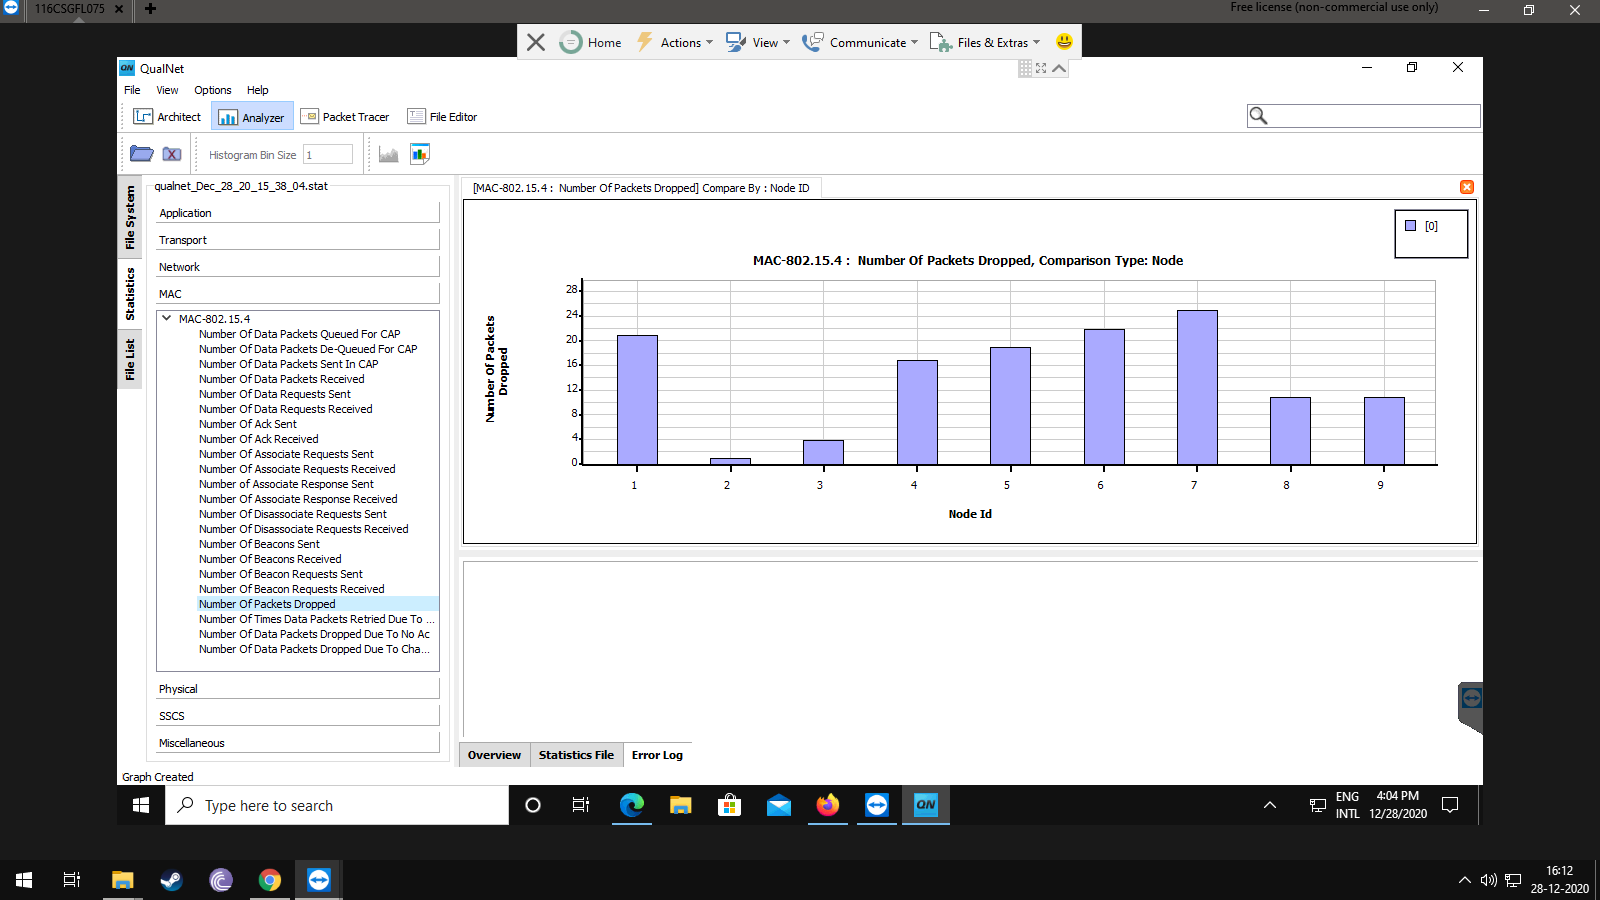 116CSGFL075
Free license (non-commercial use only)
Home
Actions
View
Communicate
Files & Extras
QN QualNet
File View Options Help
Architect Analyzer Packet Tracer File Editor
Histogram Bin Size 1
File System
Statistics
File List
qualnet_Dec_28_20_15_38_04.stat
Application
Transport
Network
MAC
MAC-802.15.4
Number Of Data Packets Queued For CAP
Number Of Data Packets De-Queued For CAP
Number Of Data Packets Sent In CAP
Number Of Data Packets Received
Number Of Data Requests Sent
Number Of Data Requests Received
Number Of Ack Sent
Number Of Ack Received
Number Of Associate Requests Sent
Number Of Associate Requests Received
Number of Associate Response Sent
Number Of Associate Response Received
Number Of Disassociate Requests Sent
Number Of Disassociate Requests Received
Number Of Beacons Sent
Number Of Beacons Received
Number Of Beacon Requests Sent
Number Of Beacon Requests Received
Number Of Packets Dropped
Number Of Times Data Packets Retried Due To ...
Number Of Data Packets Dropped Due To No Ac
Number Of Data Packets Dropped Due To Cha...
Physical
SSCS
Miscellaneous
Graph Created
[MAC-802.15.4 : Number Of Packets Dropped] Compare By : Node ID
[0]
MAC-802.15.4 : Number Of Packets Dropped, Comparison Type: Node
Number Of Packets
Dropped
28
24
20
16
12
8
4
0
1 2 3 4 5 6 7 8 9
Node Id
Overview Statistics File Error Log
Type here to search
QN
ENG
INTL
4:04 PM
12/28/2020
16:12
28-12-2020